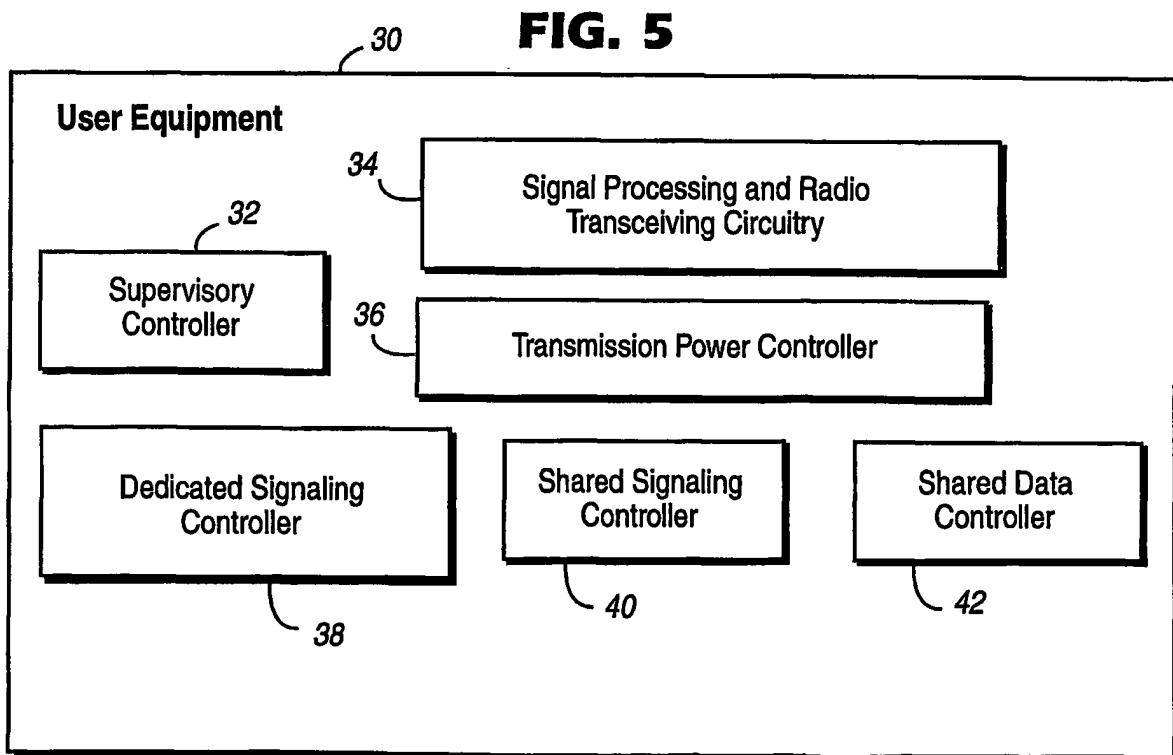 FIG. 5
30
User Equipment
34
Signal Processing and Radio
Transceiving Circuitry
32
Supervisory
Controller
36
Transmission Power Controller
Dedicated Signaling
Controller
Shared Signaling
Controller
Shared Data
Controller
38
40
42